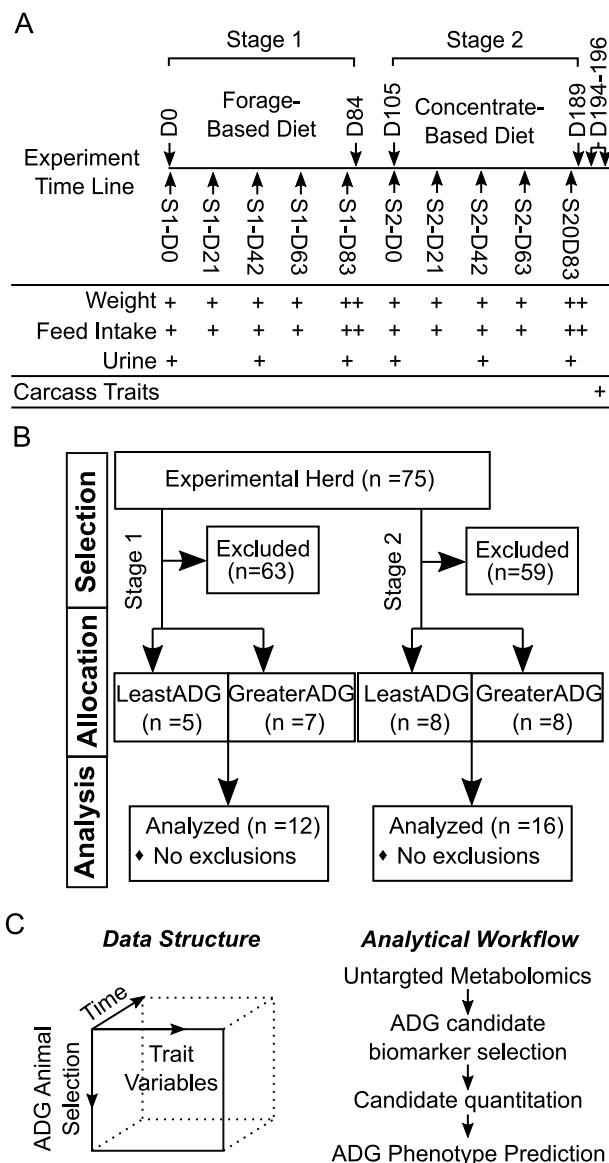 A
Stage 1
Stage 2
D0
Forage-
Based Diet
D84
D105
Concentrate-
Based Diet
D189
D194-196
Experiment
Time Line
S1-D0
S1-D21
S1-D42
S1-D63
S1-D83
S2-D0
S2-D21
S2-D42
S2-D63
S20D83
Weight + + + + ++ + + + + ++
Feed Intake + + + + ++ + + + + ++
Urine + + + + + +
Carcass Traits +
B
Selection
Experimental Herd (n =75)
Stage 1
Excluded
(n=63)
Stage 2
Excluded
(n=59)
Allocation
LeastADG
(n =5)
GreaterADG
(n =7)
LeastADG
(n =8)
GreaterADG
(n =8)
Analysis
Analyzed (n =12)
♦ No exclusions
Analyzed (n =16)
♦ No exclusions
C
Data Structure
Time
Trait
Variables
ADG Animal
Selection
Analytical Workflow
Untargted Metabolomics
ADG candidate
biomarker selection
Candidate quantitation
ADG Phenotype Prediction